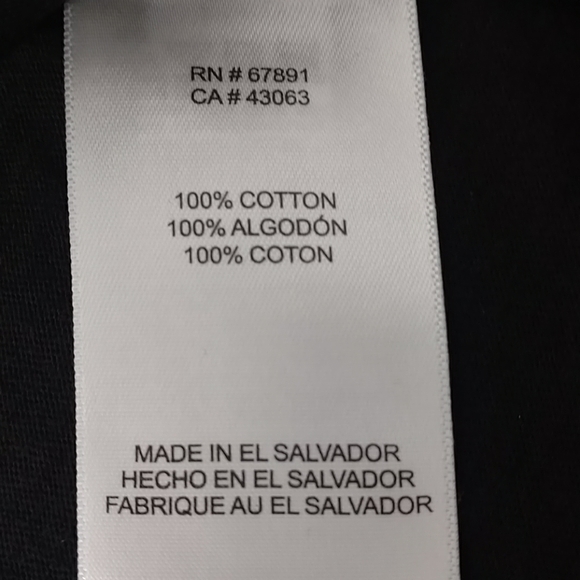 RN # 67891
CA # 43063
100% COTTON
100% ALGODÓN
100% COTON
MADE IN EL SALVADOR
HECHO EN EL SALVADOR
FABRIQUE AU EL SALVADOR